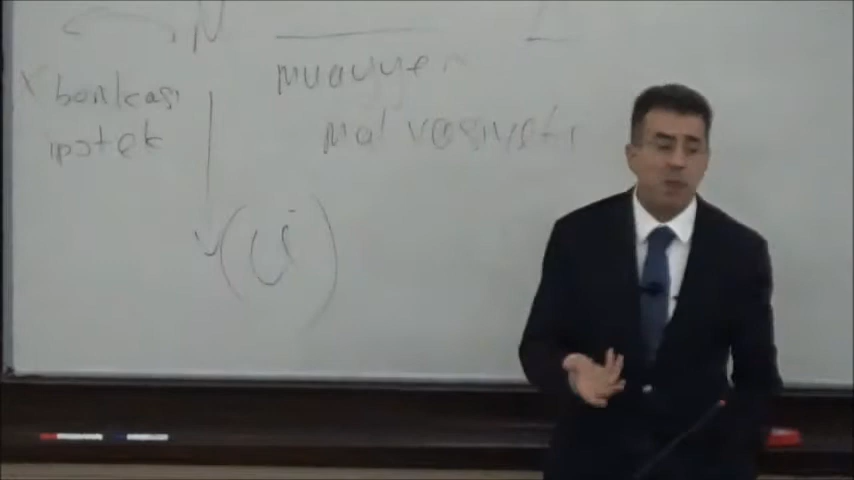 N
X bankası
ipotek
muayyen
mal vasiyeti
(Ü)